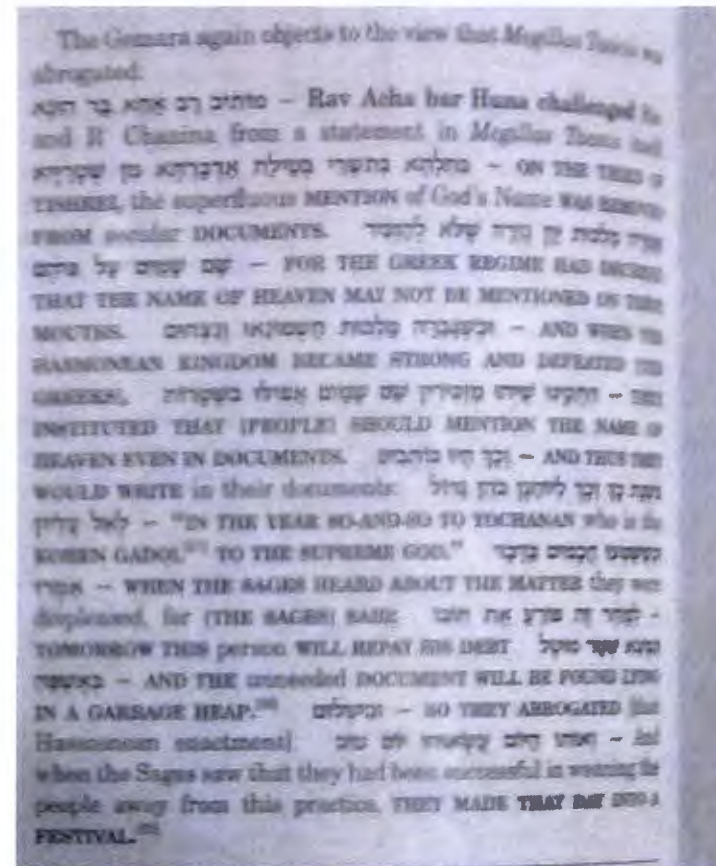 The Gemara again objects to the view that Megillas Taanis was
abrogated:
מותיב רב אחא בר הונא – Rav Acha bar Huna challenged
and R' Chanina from a statement in Megillas Taanis
בתשרי בטילת אדכרתא מן שטריא – ON THE THIRD OF
TISHREI, the superfluous MENTION of God's Name WAS REMOVED
FROM secular DOCUMENTS. מלכות יון גזרה שלא להזכיר
שם שמים על פיהם – FOR THE GREEK REGIME HAD DECREED
THAT THE NAME OF HEAVEN MAY NOT BE MENTIONED ON THEIR
MOUTHS. וכשגברה מלכות חשמונאי ונצחום – AND WHEN THE
HASMONEAN KINGDOM BECAME STRONG AND DEFEATED THE
GREEKS], התקינו שיהו מזכירין שם שמים אפילו בשטרות – THEY
INSTITUTED THAT [PEOPLE] SHOULD MENTION THE NAME OF
HEAVEN EVEN IN DOCUMENTS. וכך היו כותבים – AND THUS THEY
WOULD WRITE in their documents: בשנת כך וכך ליוחנן כהן גדול
לאל עליון – "IN THE YEAR SO-AND-SO TO YOCHANAN who is the
KOHEN GADOL TO THE SUPREME GOD." וכששמעו חכמים בדבר
אמרו – WHEN THE SAGES HEARD ABOUT THE MATTER they were
displeased, for [THE SAGES] SAID: למחר זה פורע את חובו –
TOMORROW THIS person WILL REPAY HIS DEBT ונמצא שטר מוטל
באשפה – AND THE unneeded DOCUMENT WILL BE FOUND LYING
IN A GARBAGE HEAP. וביטלום – SO THEY ABROGATED [that
Hasmonean enactment]. ואותו היום עשאוהו יום טוב – And
when the Sages saw that they had been successful in weaning the
people away from this practice, THEY MADE THAT DAY INTO A
FESTIVAL.